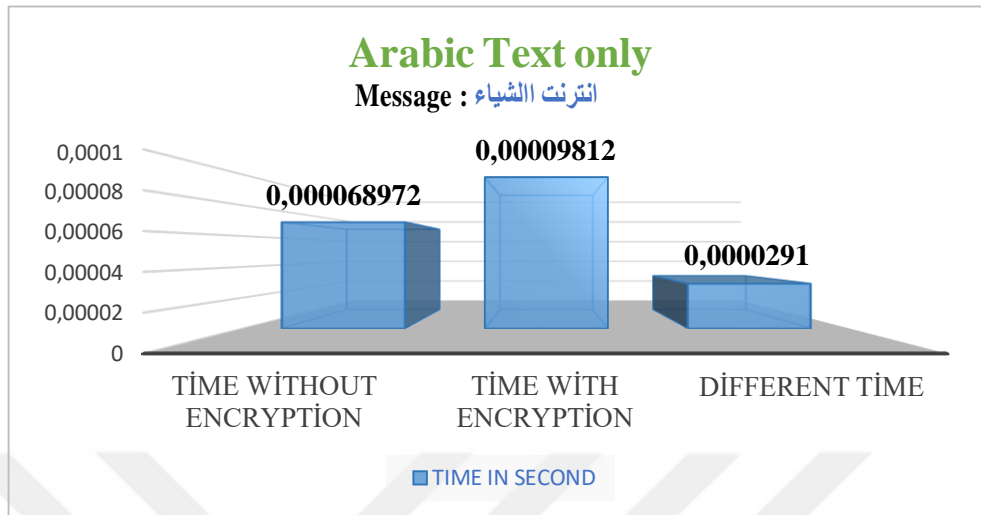 Arabic Text only
Message : انترنت االشياء
0,0001
0,00008
0,00006
0,00004
0,00002
0
0,000068972
0,00009812
0,0000291
TİME WİTHOUT
ENCRYPTİON
TİME WİTH
ENCRYPTİON
DİFFERENT TİME
TIME IN SECOND